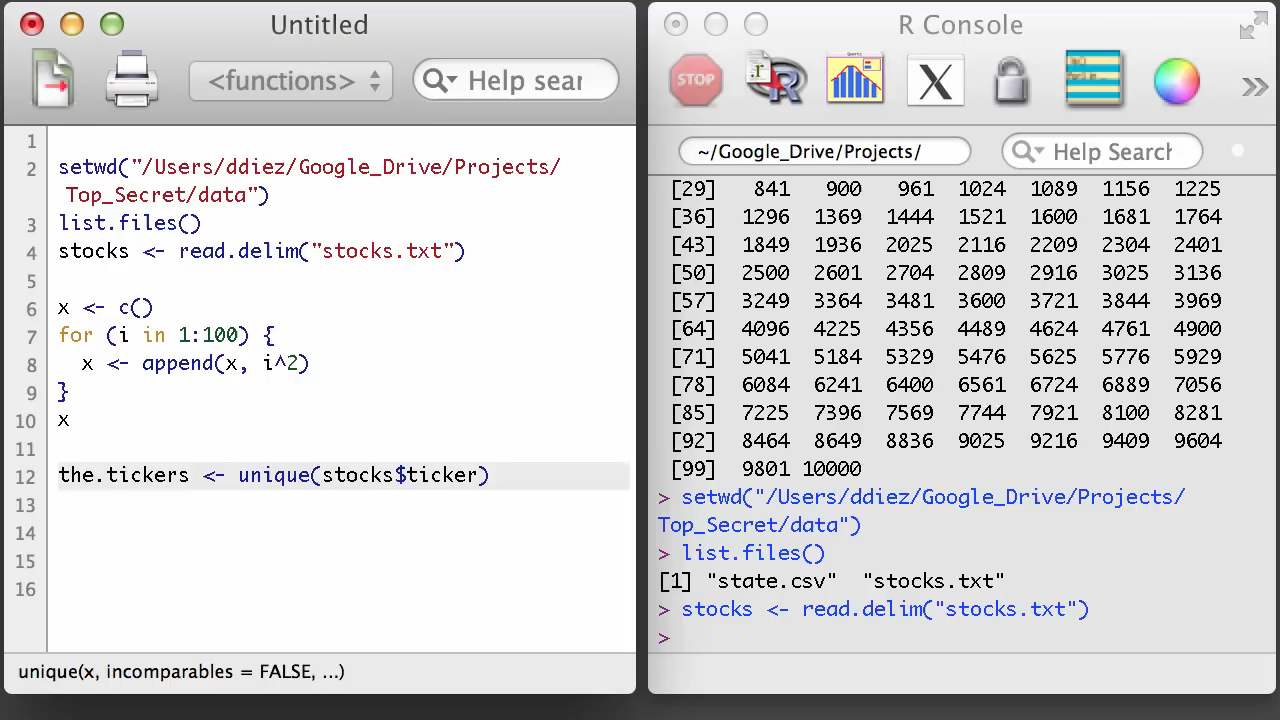 Untitled
<functions>
Help sear
1
2 setwd("/Users/ddiez/Google_Drive/Projects/
Top_Secret/data")
3 list.files()
4 stocks <- read.delim("stocks.txt")
5
6 x <- c()
7 for (i in 1:100) {
8 x <- append(x, i^2)
9 }
10 x
11
12 the.tickers <- unique(stocks$ticker)
13
14
15
16
unique(x, incomparables = FALSE, ...)
R Console
STOP
X
~/Google_Drive/Projects/
Help Search
[29] 841 900 961 1024 1089 1156 1225
[36] 1296 1369 1444 1521 1600 1681 1764
[43] 1849 1936 2025 2116 2209 2304 2401
[50] 2500 2601 2704 2809 2916 3025 3136
[57] 3249 3364 3481 3600 3721 3844 3969
[64] 4096 4225 4356 4489 4624 4761 4900
[71] 5041 5184 5329 5476 5625 5776 5929
[78] 6084 6241 6400 6561 6724 6889 7056
[85] 7225 7396 7569 7744 7921 8100 8281
[92] 8464 8649 8836 9025 9216 9409 9604
[99] 9801 10000
> setwd("/Users/ddiez/Google_Drive/Projects/
Top_Secret/data")
> list.files()
[1] "state.csv" "stocks.txt"
> stocks <- read.delim("stocks.txt")
>